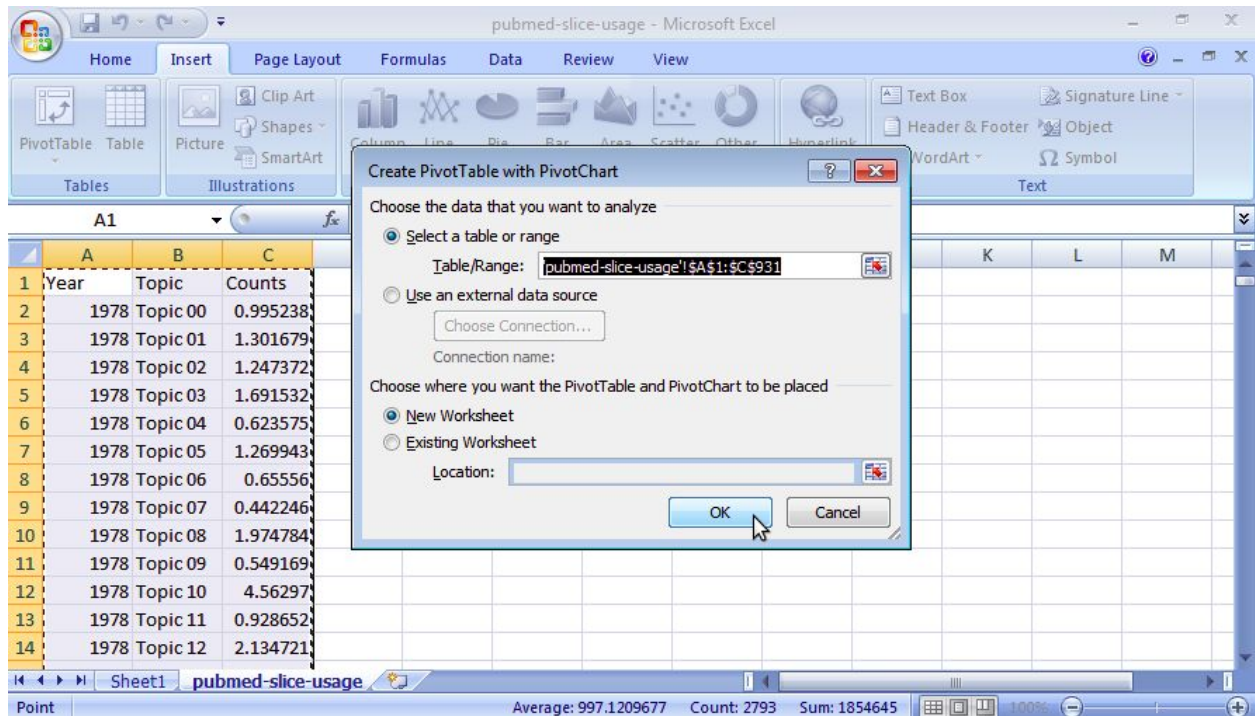 pubmed-slice-usage - Microsoft Excel
Home Insert Page Layout Formulas Data Review View
PivotTable Table Picture Clip Art Shapes SmartArt
Column Line Pie Bar Area Scatter Other Hyperlink
Text Box Header & Footer WordArt Signature Line Object Symbol
Tables Illustrations Text
A1 fx
A B C K L M
1 Year Topic Counts
2 1978 Topic 00 0.995238
3 1978 Topic 01 1.301679
4 1978 Topic 02 1.247372
5 1978 Topic 03 1.691532
6 1978 Topic 04 0.623575
7 1978 Topic 05 1.269943
8 1978 Topic 06 0.65556
9 1978 Topic 07 0.442246
10 1978 Topic 08 1.974784
11 1978 Topic 09 0.549169
12 1978 Topic 10 4.56297
13 1978 Topic 11 0.928652
14 1978 Topic 12 2.134721
Create PivotTable with PivotChart
Choose the data that you want to analyze
Select a table or range
Table/Range: pubmed-slice-usage'!$A$1:$C$931
Use an external data source
Choose Connection...
Connection name:
Choose where you want the PivotTable and PivotChart to be placed
New Worksheet
Existing Worksheet
Location:
OK Cancel
Sheet1 pubmed-slice-usage
Point Average: 997.1209677 Count: 2793 Sum: 1854645 100%